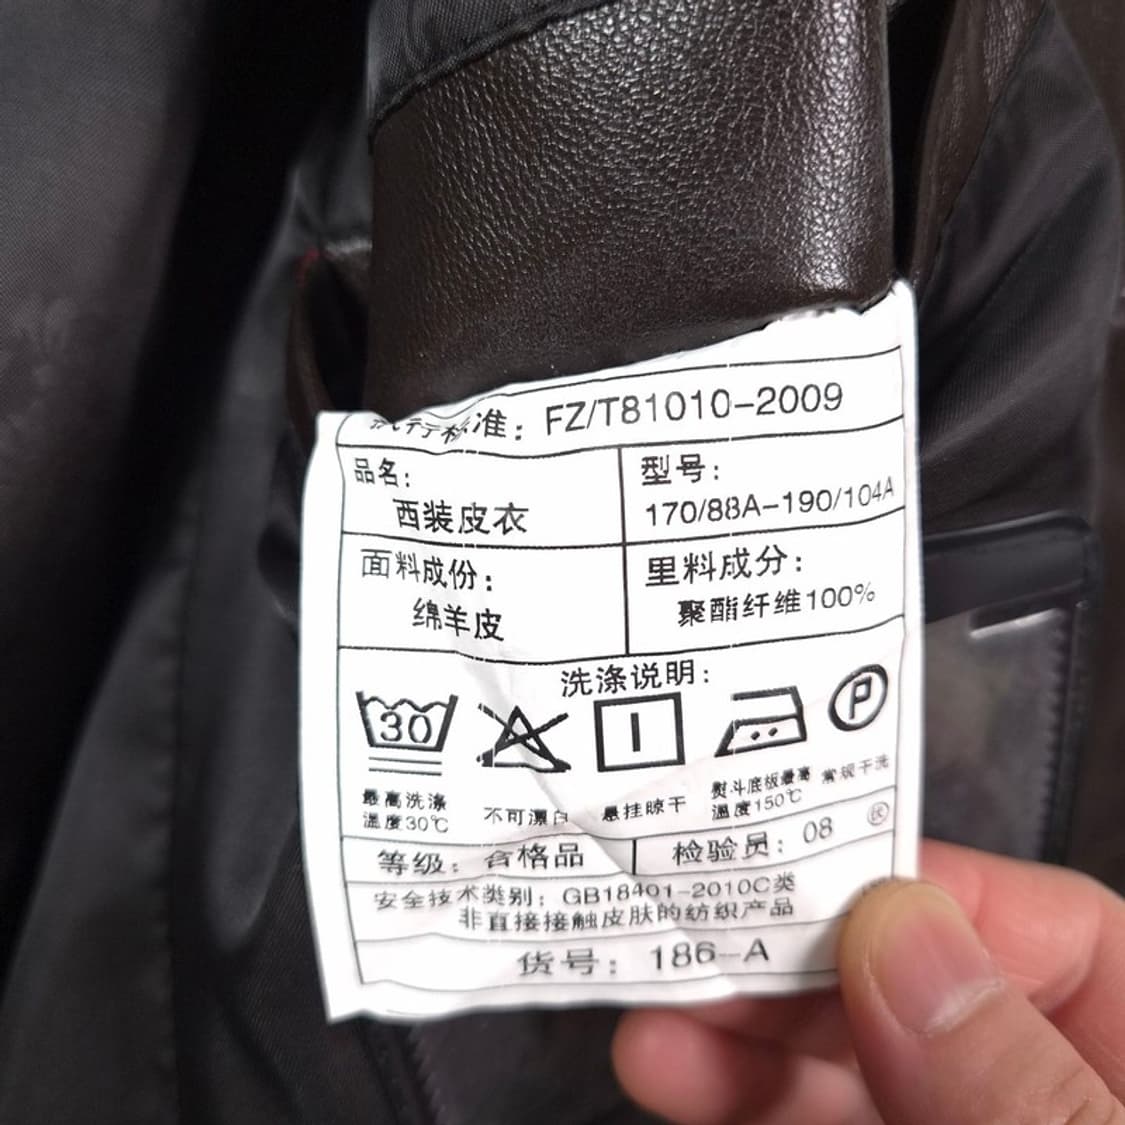 准：FZ/T81010-2009
品名：
西装皮衣
型号：
170/88A-190/104A
面料成份：
绵羊皮
里料成分：
聚酯纤维100%
洗涤说明：
30
P
最高洗涤
温度30℃
不可漂白
悬挂晾干
熨斗底板最高
温度150℃
常规干洗
等级：合格品
检验员：08
安全技术类别：GB18401-2010C类
非直接接触皮肤的纺织产品
货号：186-A